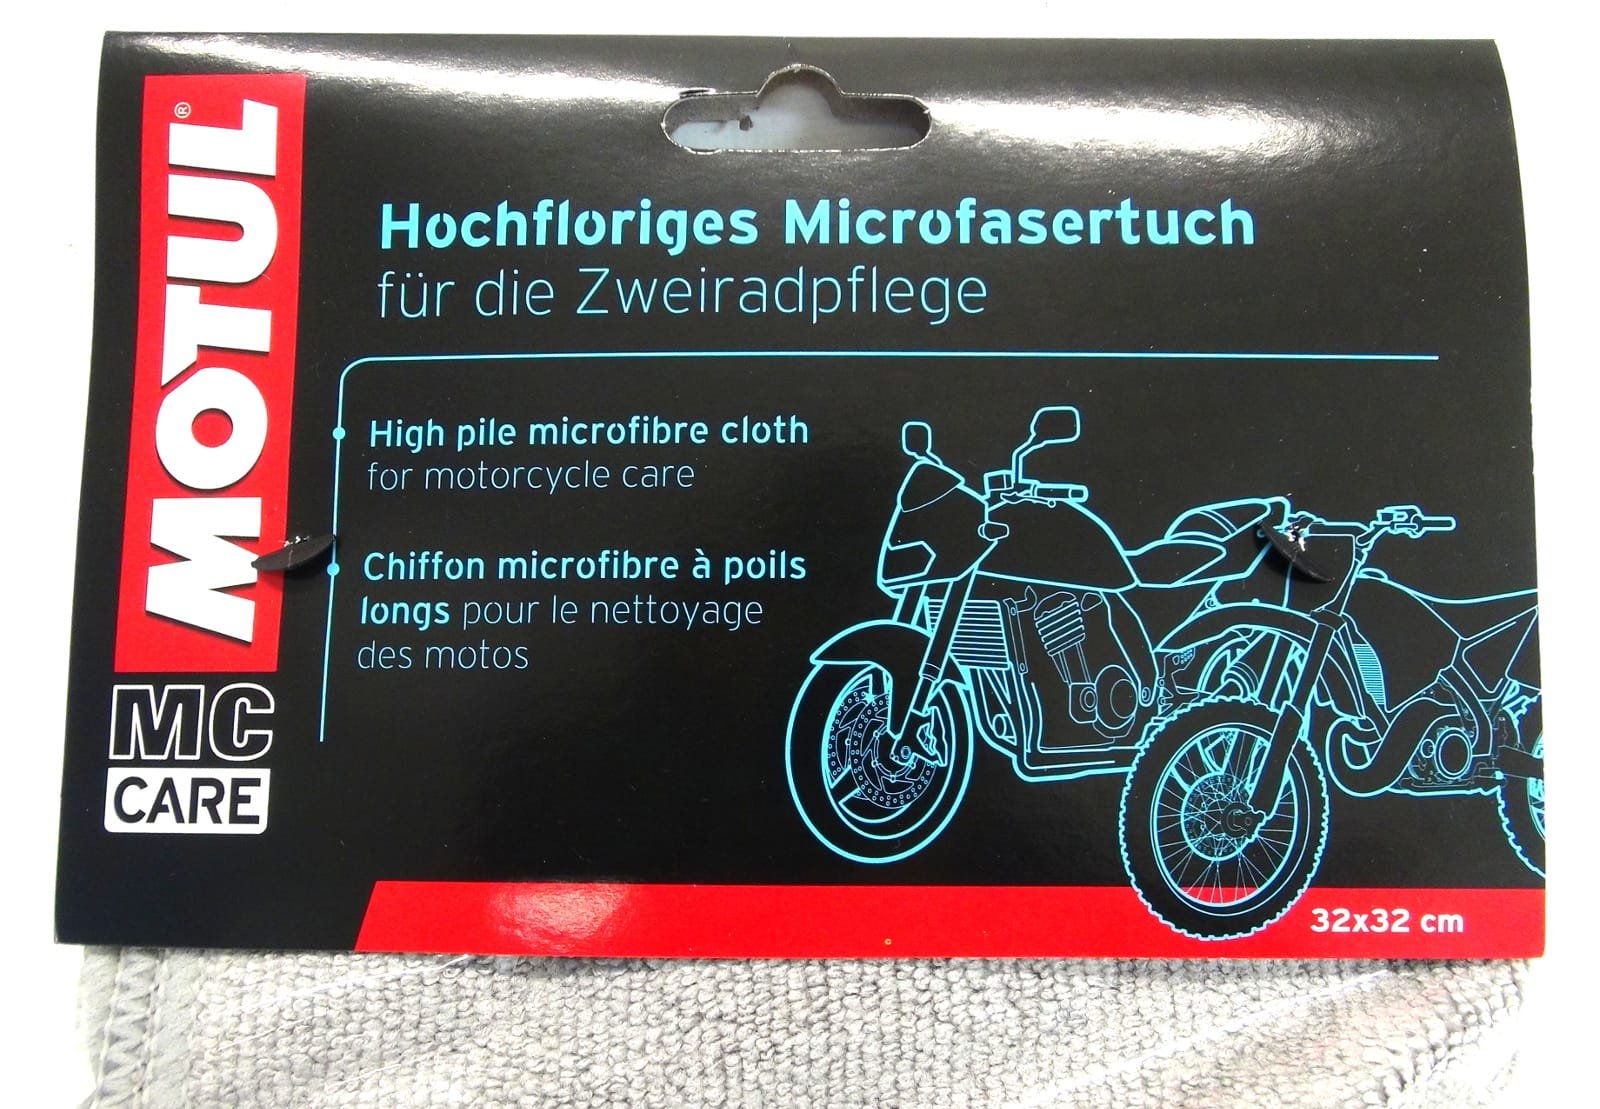 MOTUL®
MC
CARE
Hochfloriges Microfasertuch
für die Zweiradpflege
High pile microfibre cloth
for motorcycle care
Chiffon microfibre à poils
longs pour le nettoyage
des motos
32x32 cm